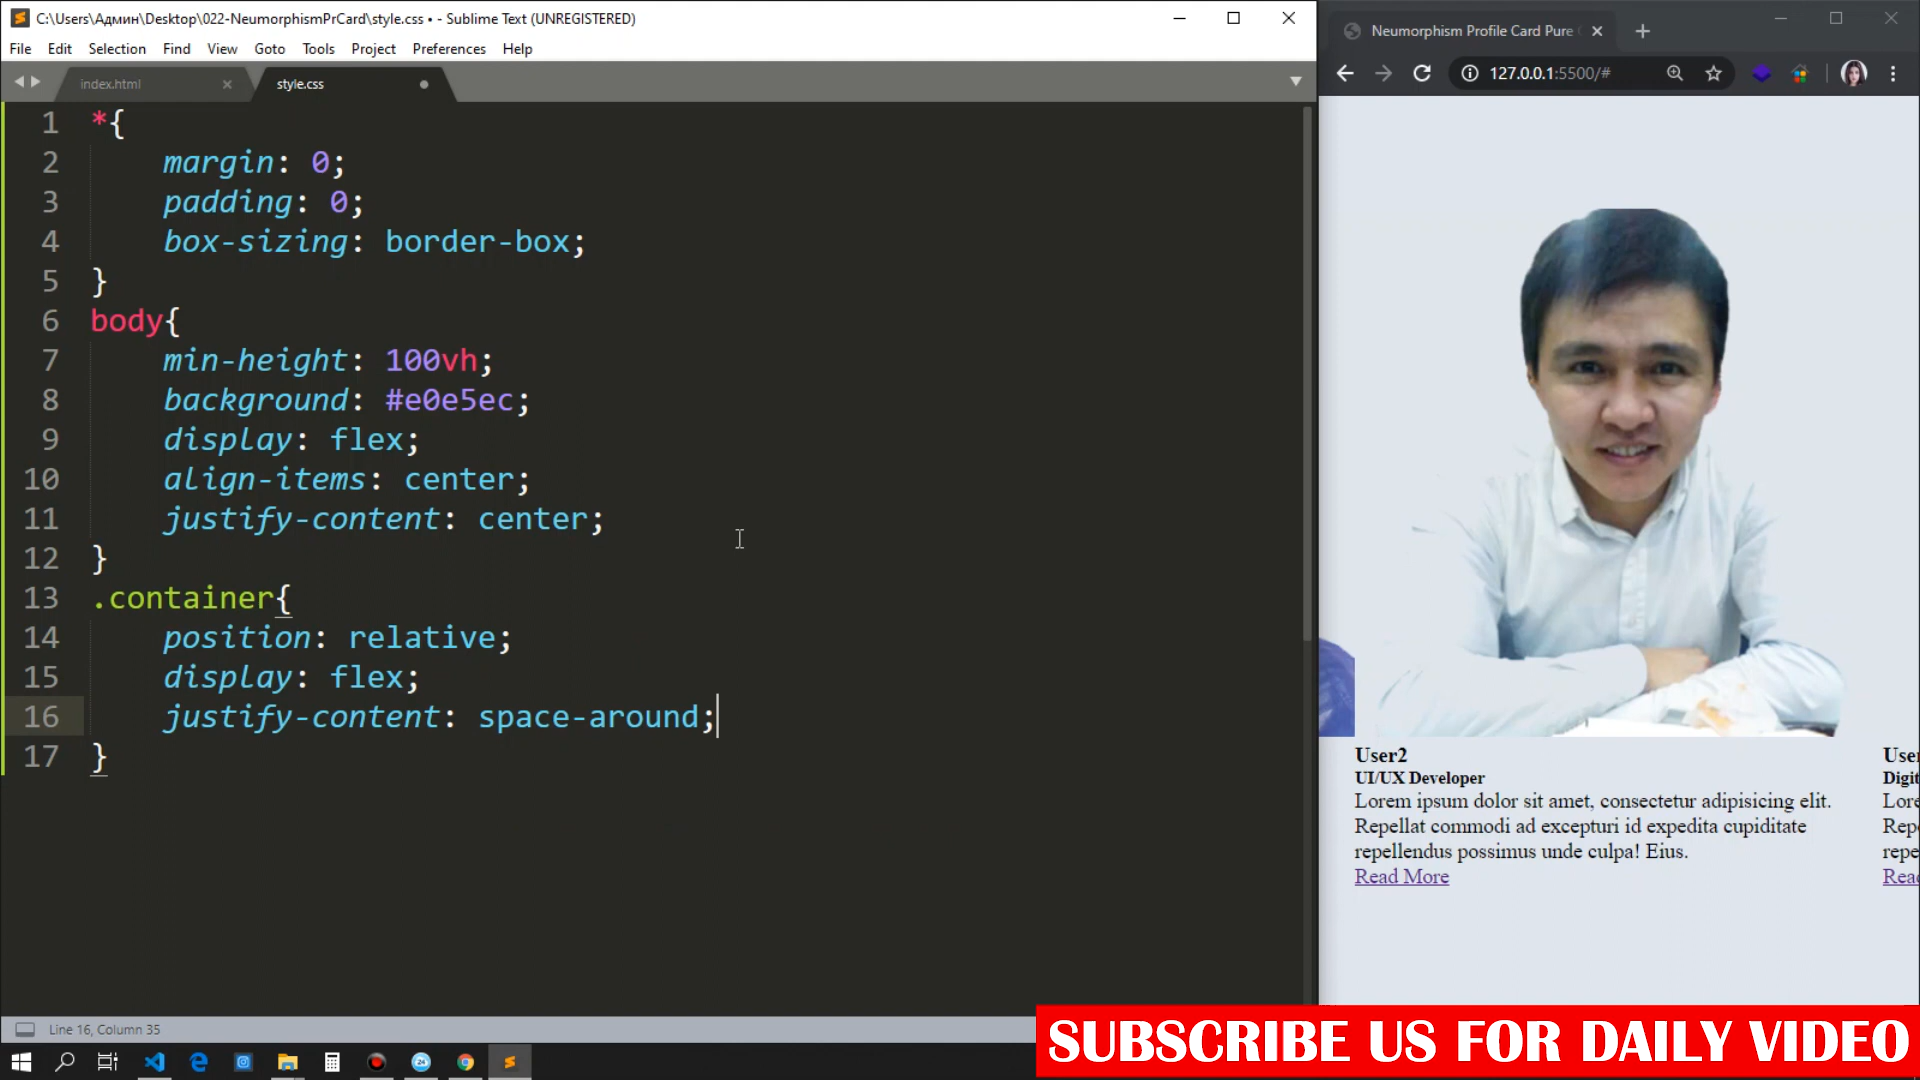 C:\Users\Админ\Desktop\022-NeumorphismPrCard\style.css • - Sublime Text (UNREGISTERED)
File Edit Selection Find View Goto Tools Project Preferences Help
index.html
style.css
1 *{
2 margin: 0;
3 padding: 0;
4 box-sizing: border-box;
5 }
6 body{
7 min-height: 100vh;
8 background: #e0e5ec;
9 display: flex;
10 align-items: center;
11 justify-content: center;
12 }
13 .container{
14 position: relative;
15 display: flex;
16 justify-content: space-around;
17 }
Line 16, Column 35
Neumorphism Profile Card Pure
127.0.0.1:5500/#
User2
UI/UX Developer
Lorem ipsum dolor sit amet, consectetur adipisicing elit.
Repellat commodi ad excepturi id expedita cupiditate
repellendus possimus unde culpa! Eius.
Read More
User
Digit
Lore
Repe
repe
Read
SUBSCRIBE US FOR DAILY VIDEO